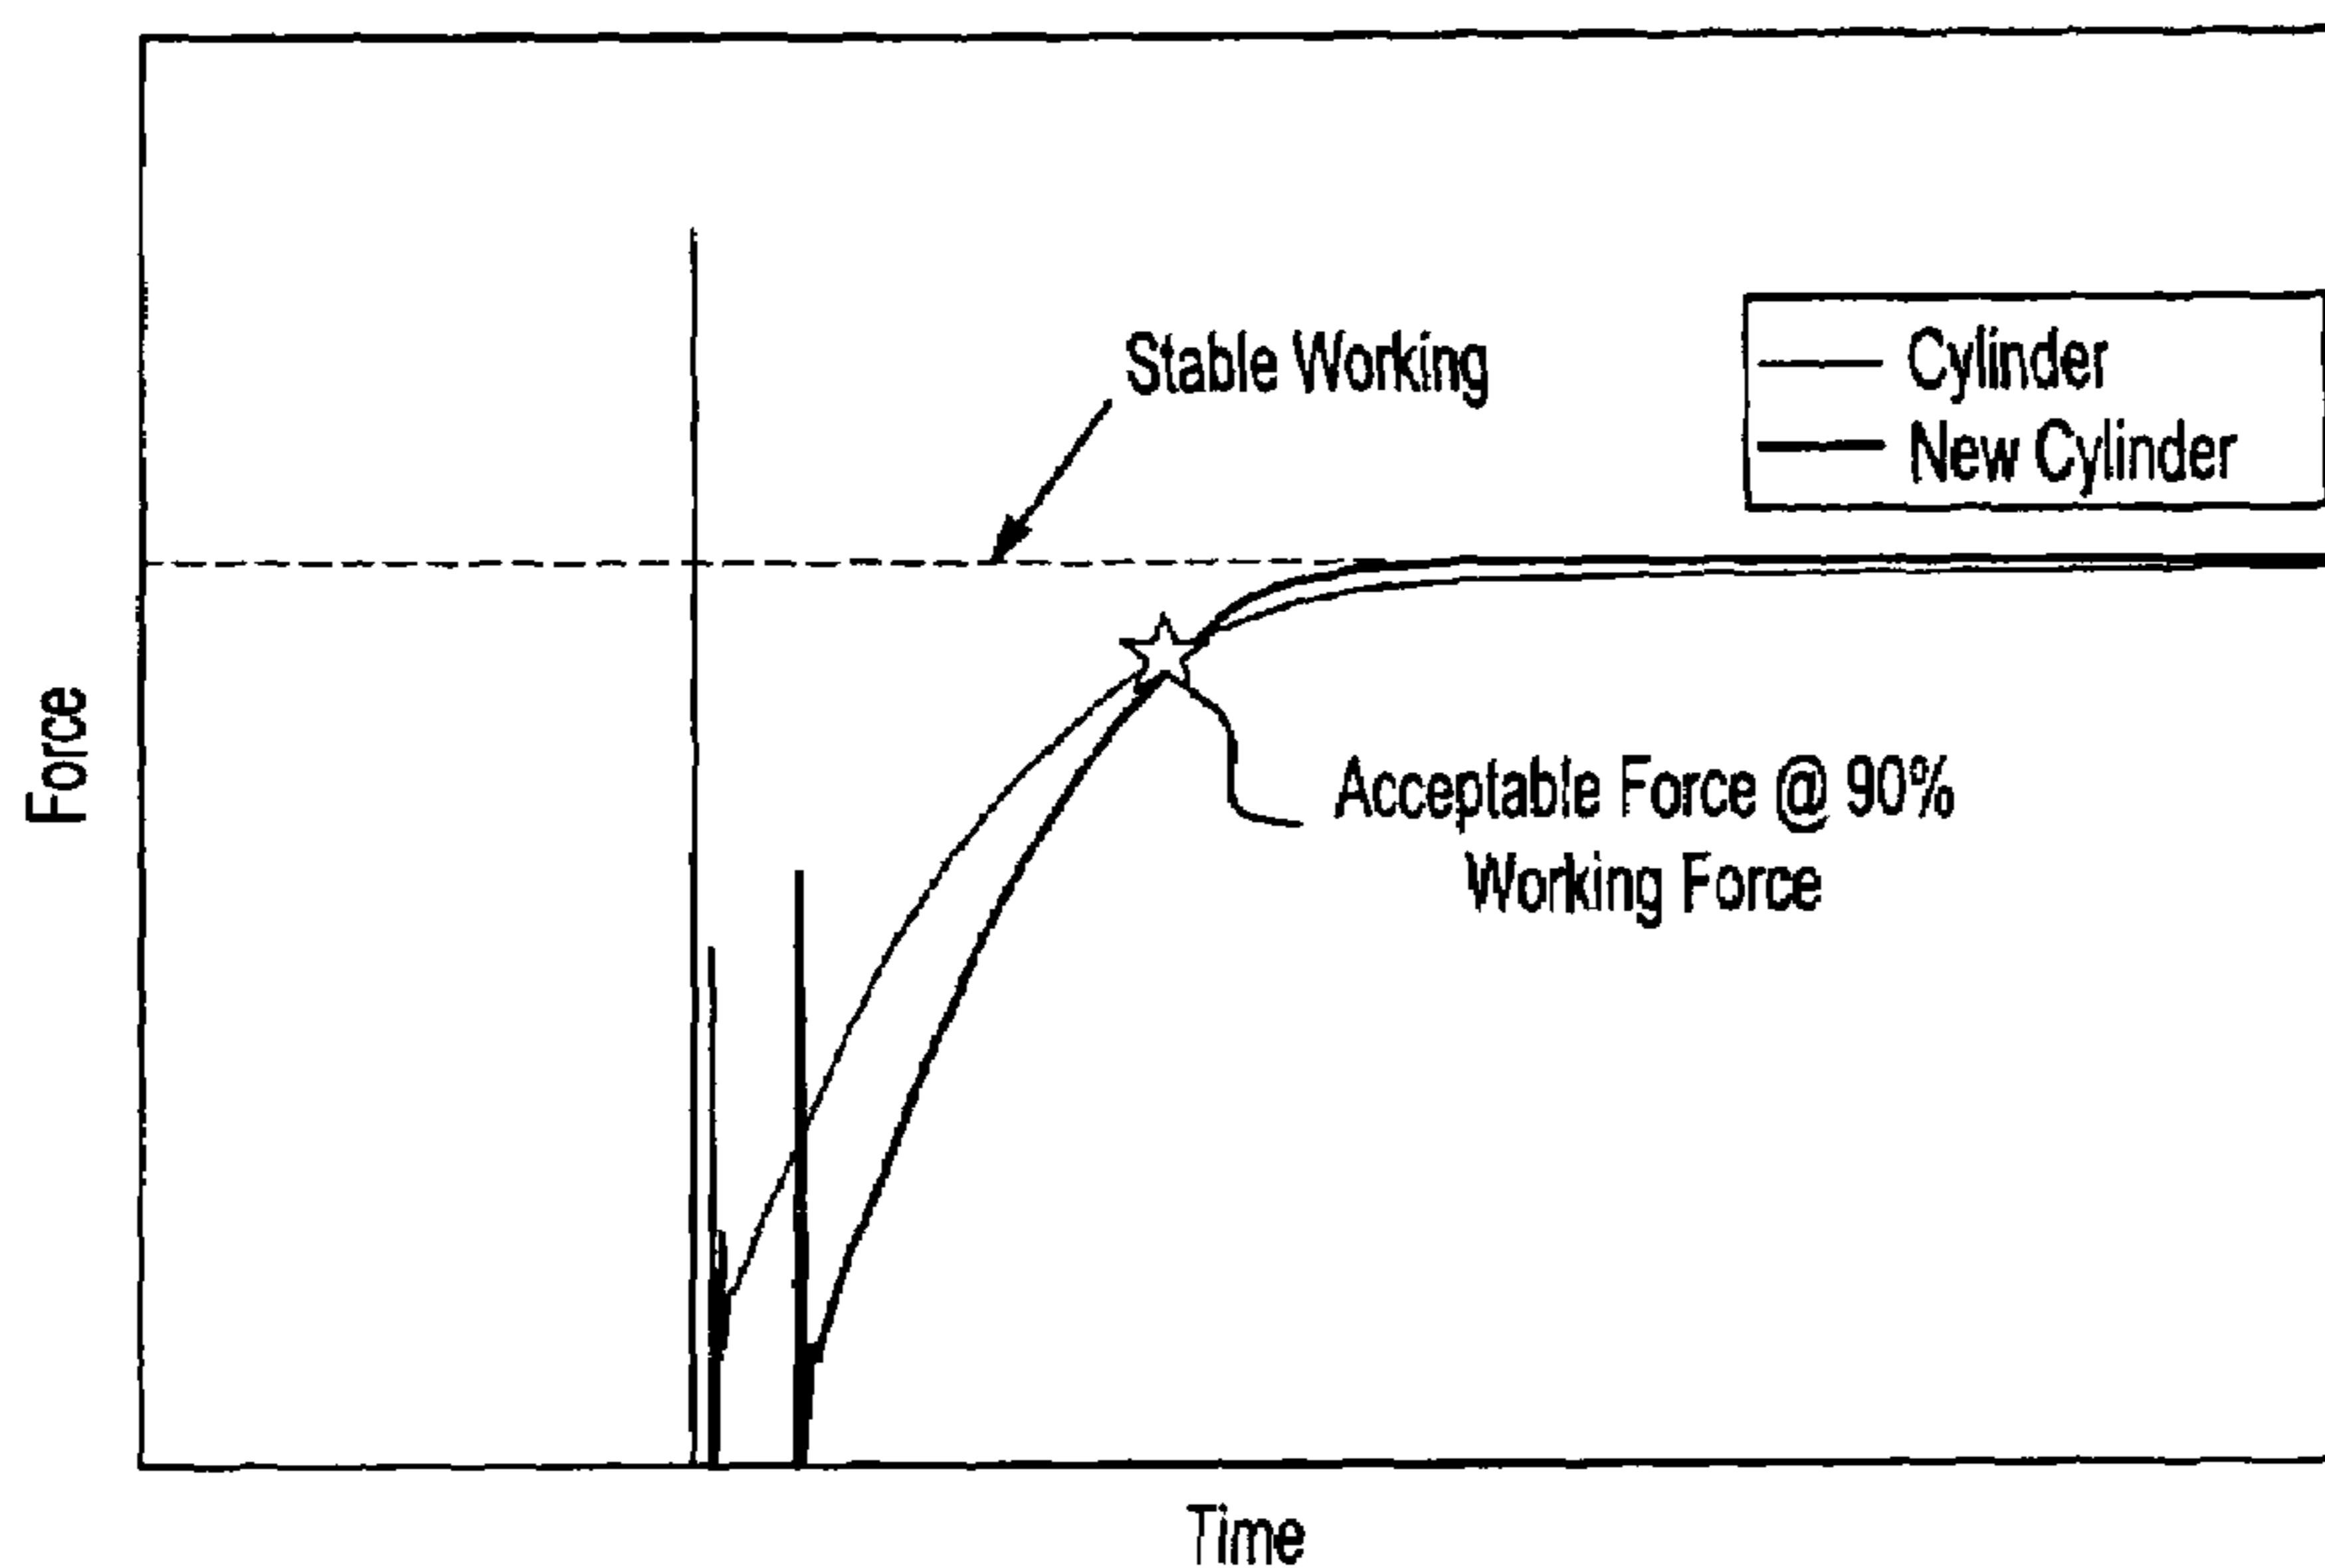 Stable Working
Cylinder
New Cylinder
Acceptable Force @ 90%
Working Force
Force
Time